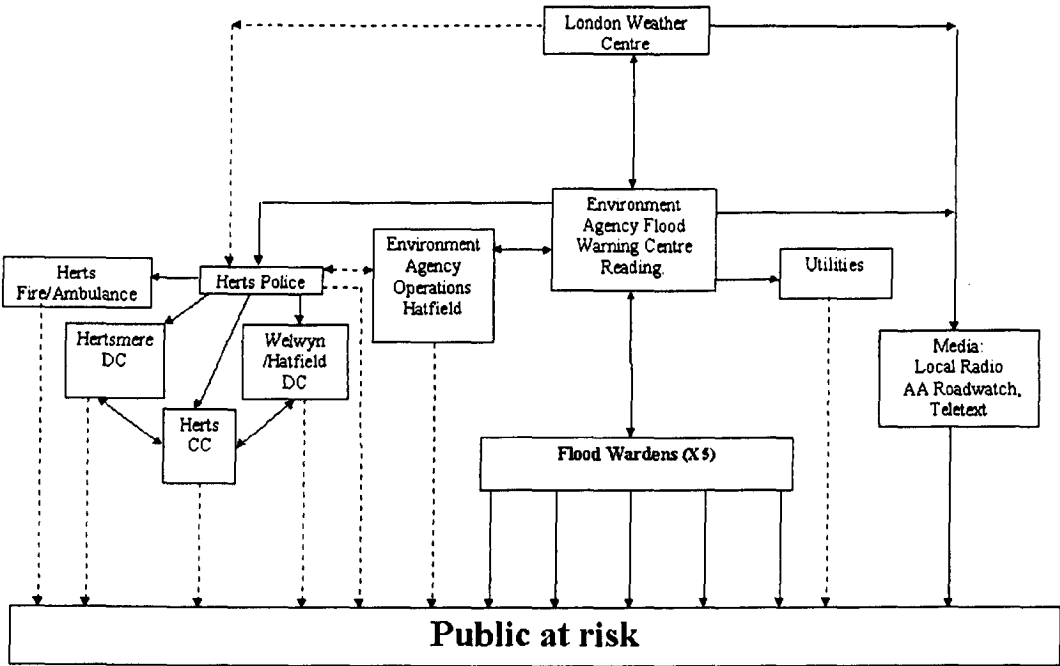 London Weather
Centre
Environment
Agency Flood
Warning Centre
Reading.
Environment
Agency
Operations
Hatfield
Utilities
Herts
Fire/Ambulance
Herts Police
Hertsmere
DC
Welwyn
/Hatfield
DC
Herts
CC
Media:
Local Radio
AA Roadwatch,
Teletext
Flood Wardens (X5)
Public at risk